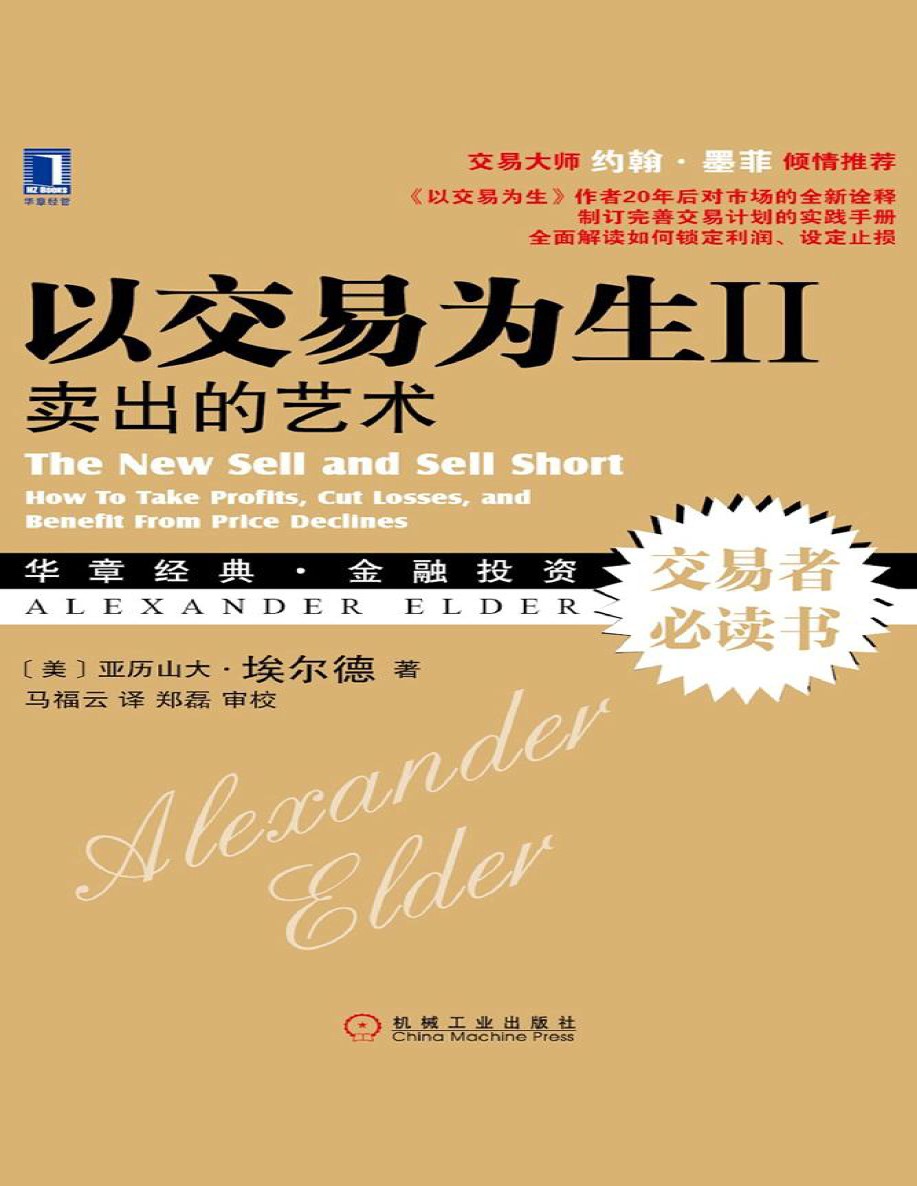 HZ Books
华章经管
交易大师 约翰·墨菲 倾情推荐
《以交易为生》作者20年后对市场的全新诠释
制订完善交易计划的实践手册
全面解读如何锁定利润、设定止损
以交易为生II
卖出的艺术
The New Sell and Sell Short
How To Take Profits, Cut Losses, and
Benefit From Price Declines
华章经典·金融投资
ALEXANDER ELDER
交易者
必读书
〔美〕亚历山大·埃尔德 著
马福云 译 郑磊 审校
Alexander
Elder
机械工业出版社
China Machine Press